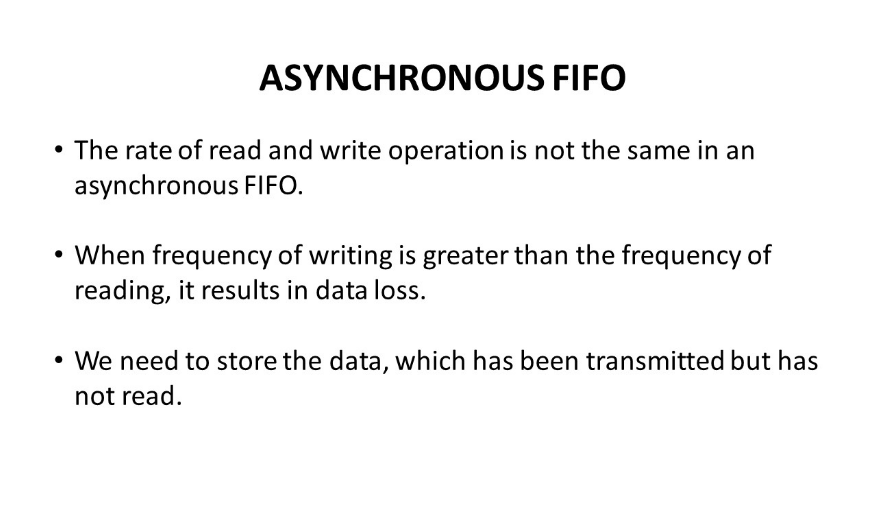 ASYNCHRONOUS FIFO
• The rate of read and write operation is not the same in an
asynchronous FIFO.
• When frequency of writing is greater than the frequency of
reading, it results in data loss.
• We need to store the data, which has been transmitted but has
not read.